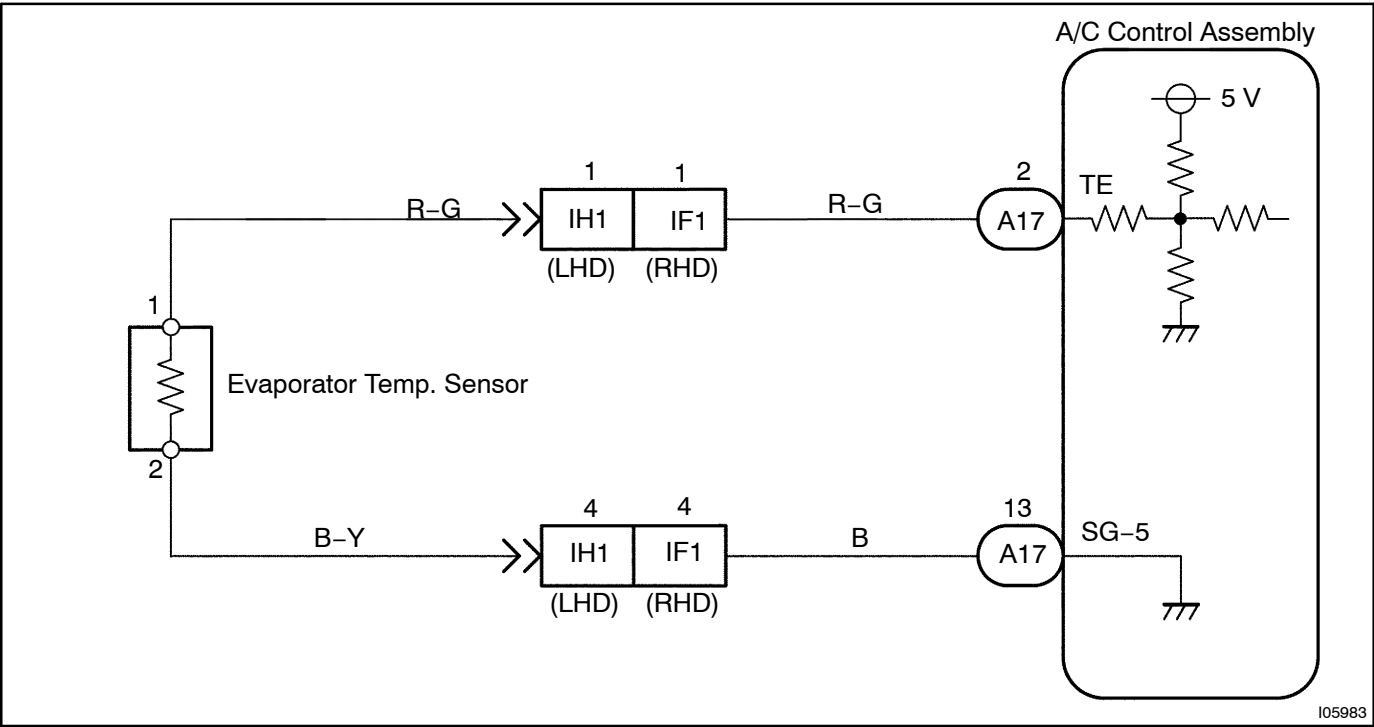 A/C Control Assembly
5 V
1 1 2
TE
R−G IH1 IF1 R−G A17
(LHD) (RHD)
1
Evaporator Temp. Sensor
2
4 4 13
SG−5
B−Y IH1 IF1 B A17
(LHD) (RHD)
I05983